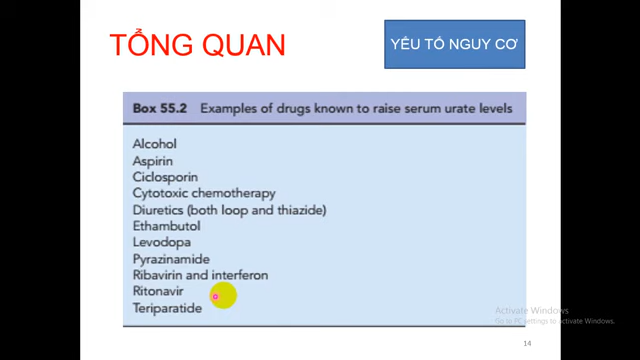 TỔNG QUAN
YẾU TỐ NGUY CƠ
Box 55.2 Examples of drugs known to raise serum urate levels
Alcohol
Aspirin
Ciclosporin
Cytotoxic chemotherapy
Diuretics (both loop and thiazide)
Ethambutol
Levodopa
Pyrazinamide
Ribavirin and interferon
Ritonavir
Teriparatide
Activate Windows
Go to PC settings to activate Windows.
14